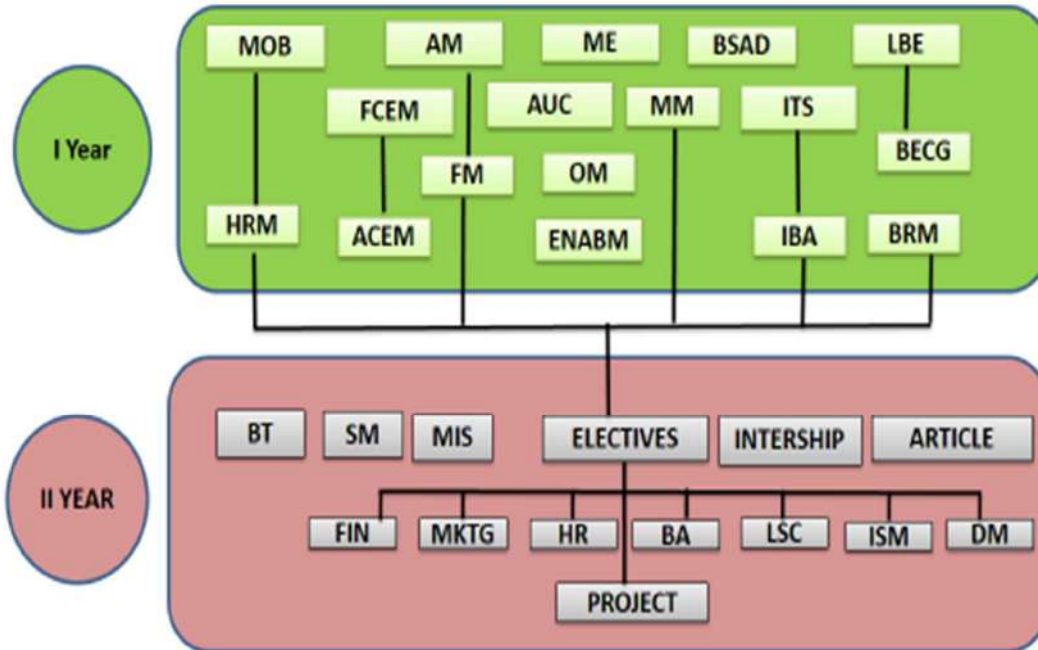 MOB
AM
ME
BSAD
LBE
I Year
FCEM
AUC
MM
ITS
BECG
FM
OM
HRM
ACEM
ENABM
IBA
BRM
II YEAR
BT
SM
MIS
ELECTIVES
INTERSHIP
ARTICLE
FIN
MKTG
HR
BA
LSC
ISM
DM
PROJECT